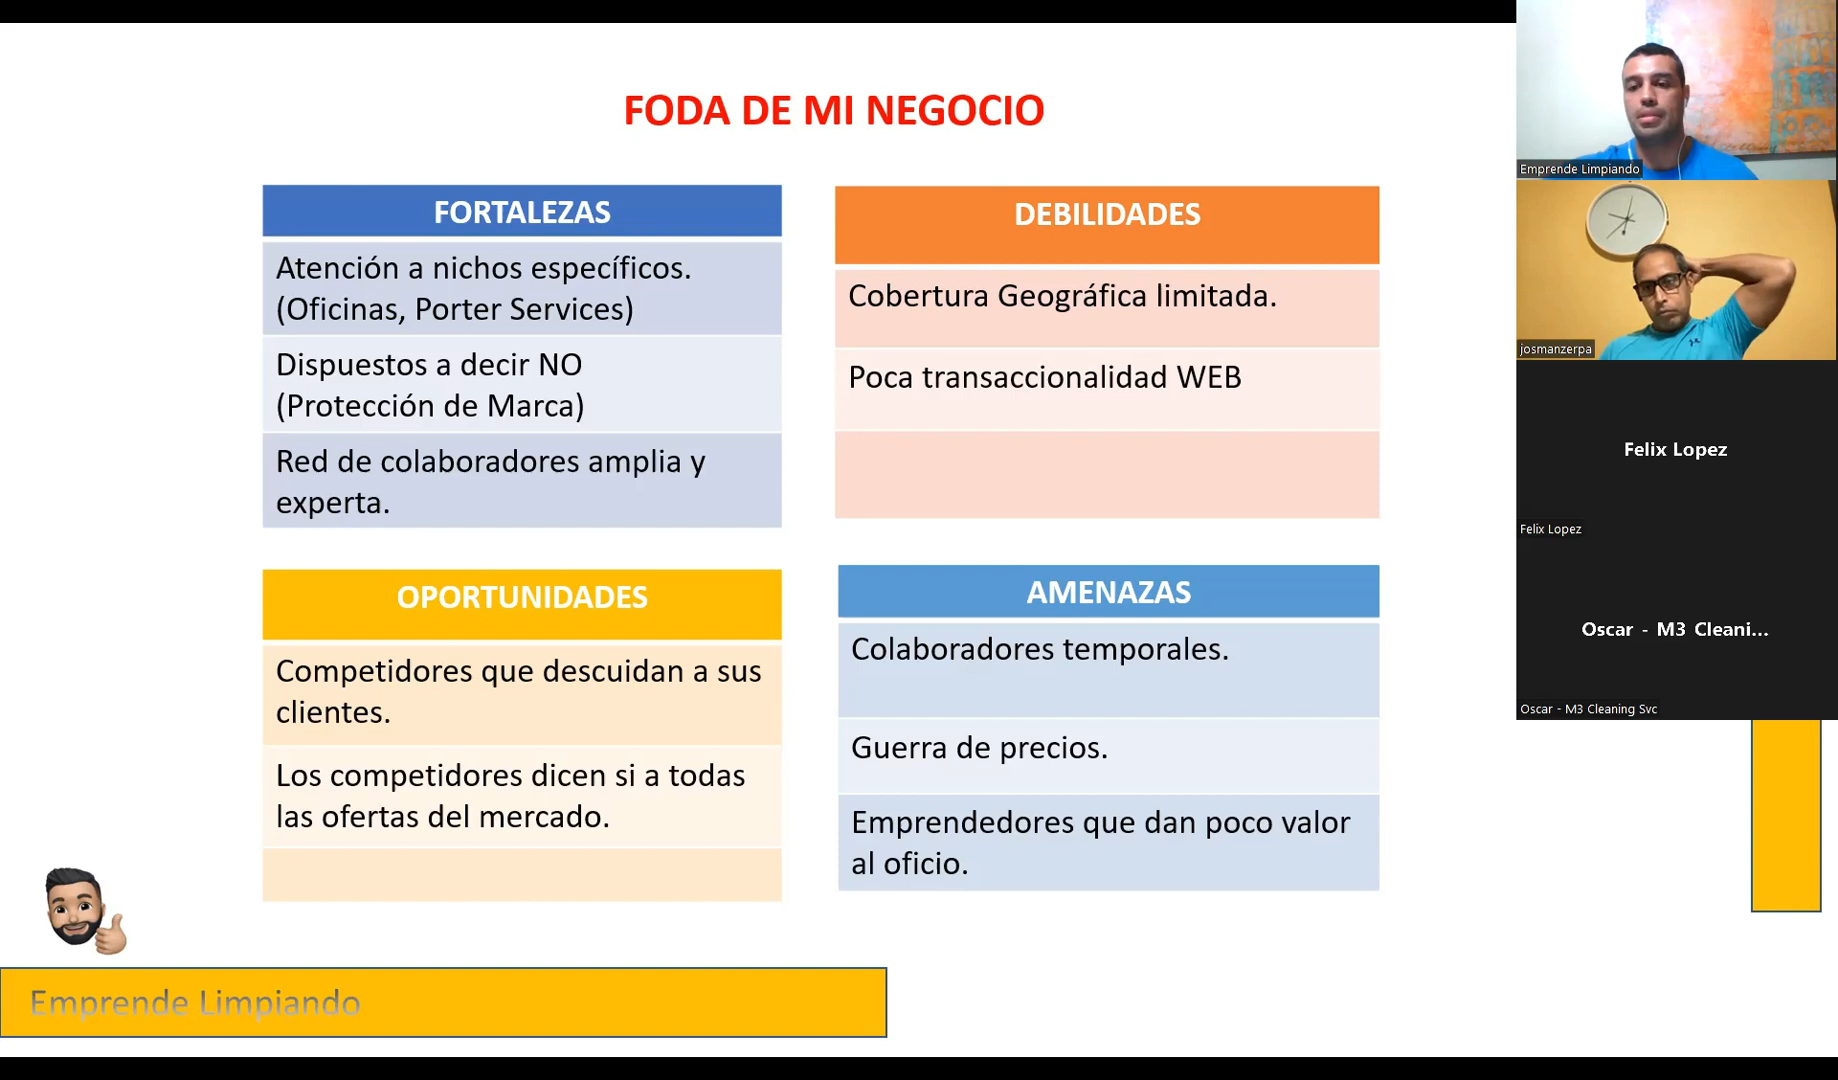 FODA DE MI NEGOCIO
FORTALEZAS
Atención a nichos específicos.
(Oficinas, Porter Services)
Dispuestos a decir NO
(Protección de Marca)
Red de colaboradores amplia y
experta.
DEBILIDADES
Cobertura Geográfica limitada.
Poca transaccionalidad WEB
OPORTUNIDADES
Competidores que descuidan a sus
clientes.
Los competidores dicen si a todas
las ofertas del mercado.
AMENAZAS
Colaboradores temporales.
Guerra de precios.
Emprendedores que dan poco valor
al oficio.
Emprende Limpiando
Emprende Limpiando
josmanzerpa
Felix Lopez
Felix Lopez
Oscar - M3 Cleani...
Oscar - M3 Cleaning Svc